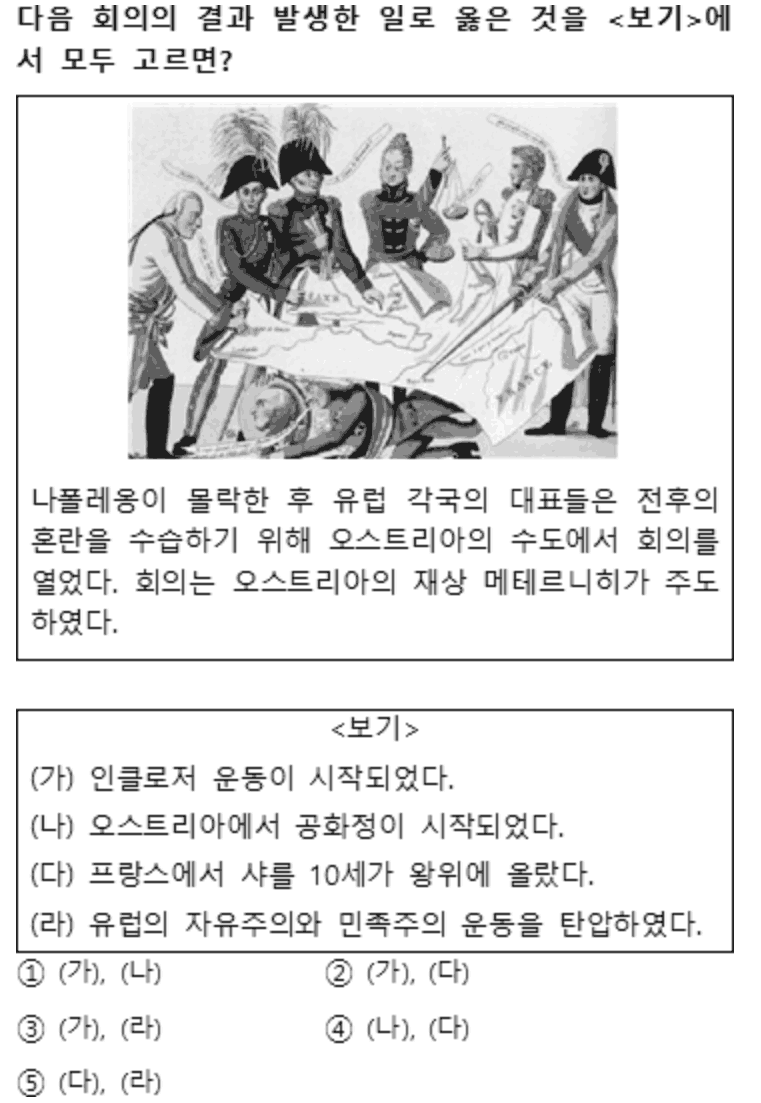 다음 회의의 결과 발생한 일로 옳은 것을 <보기>에
서 모두 고르면?
FRANCE
나폴레옹이 몰락한 후 유럽 각국의 대표들은 전후의
혼란을 수습하기 위해 오스트리아의 수도에서 회의를
열었다. 회의는 오스트리아의 재상 메테르니히가 주도
하였다.
<보기>
(가) 인클로저 운동이 시작되었다.
(나) 오스트리아에서 공화정이 시작되었다.
(다) 프랑스에서 샤를 10세가 왕위에 올랐다.
(라) 유럽의 자유주의와 민족주의 운동을 탄압하였다.
① (가), (나) ② (가), (다)
③ (가), (라) ④ (나), (다)
⑤ (다), (라)